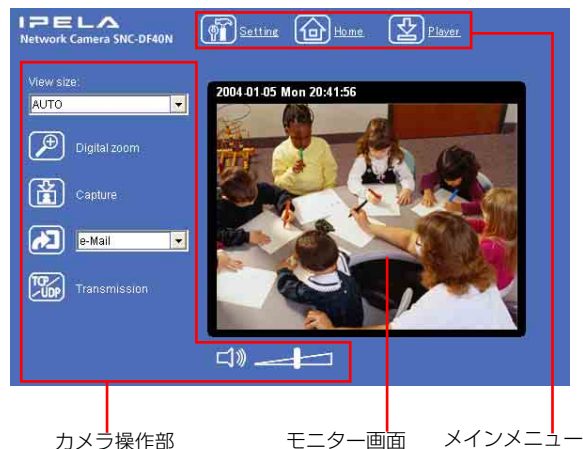 IPELA
Network Camera SNC-DF40N
Setting
Home
Player
View size:
AUTO
2004-01-05 Mon 20:41:56
Digital zoom
Capture
e-Mail
TCP/UDP
Transmission
カメラ操作部
モニター画面
メインメニュー